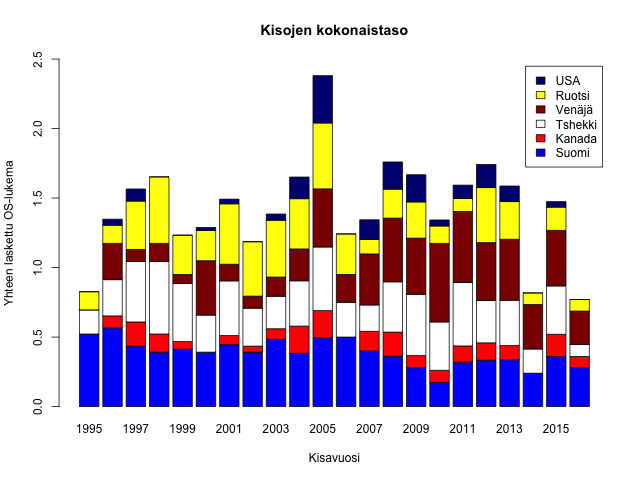 Kisojen kokonaistaso
Yhteen laskettu OS-lukema
2.5
2.0
1.5
1.0
0.5
0.0
USA
Ruotsi
Venäjä
Tshekki
Kanada
Suomi
1995 1997 1999 2001 2003 2005 2007 2009 2011 2013 2015
Kisavuosi